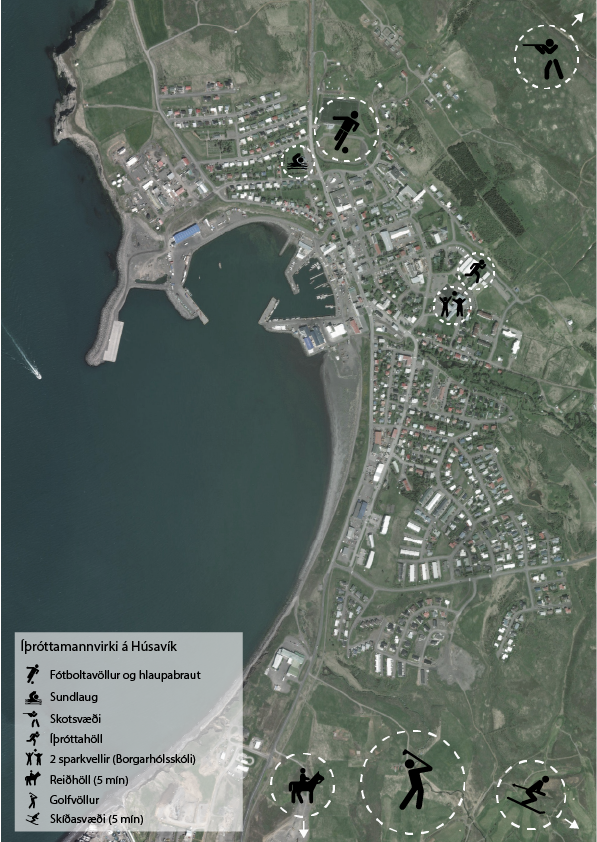 Íþróttamannvirki á Húsavík
Fótboltavöllur og hlaupabraut
Sundlaug
Skotsvæði
Íþróttahöll
2 sparkvellir (Borgarhólsskóli)
Reiðhöll (5 mín)
Golfvöllur
Skíðasvæði (5 mín)